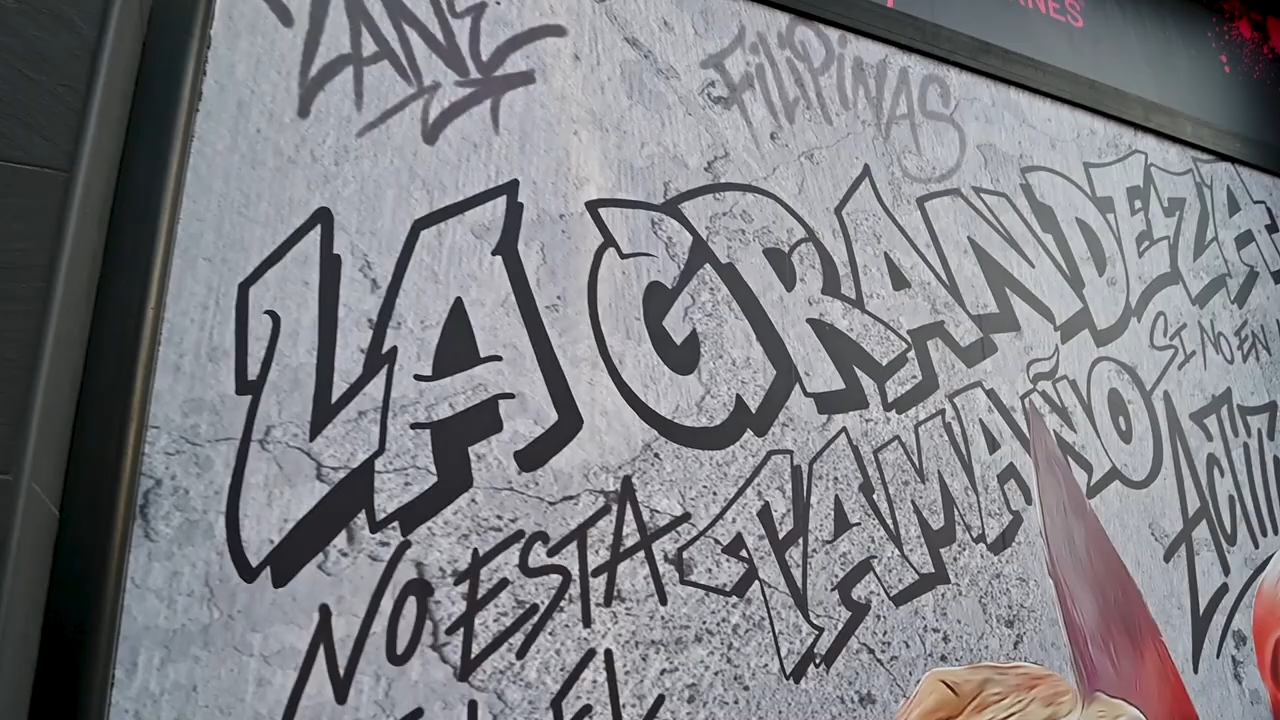 ZANE
FiLiPiNAS
LA GRANDEZA
NO ESTA
EL
TAMAÑO
SI NO EN